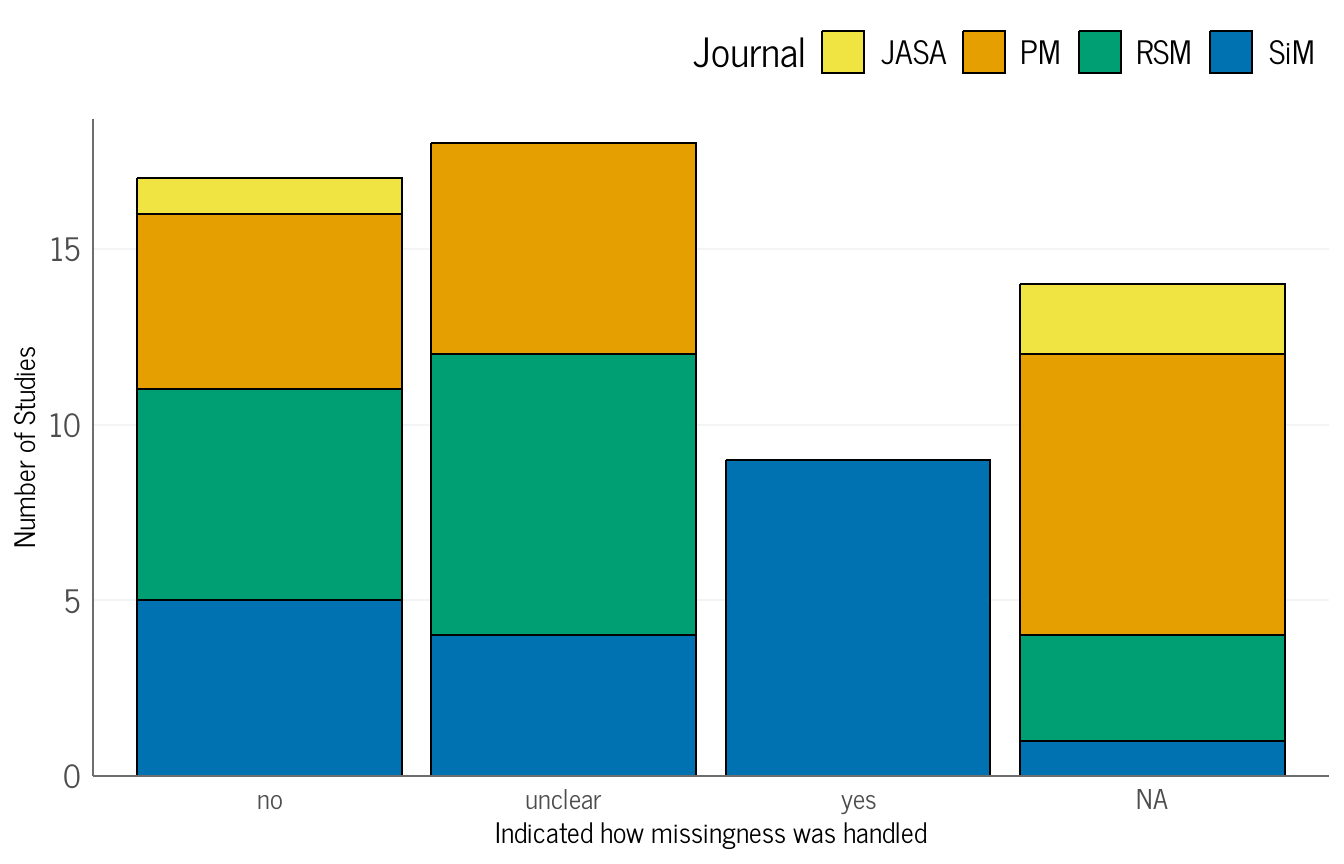 Journal JASA PM RSM SiM
Number of Studies
15
10
5
0
no unclear yes NA
Indicated how missingness was handled